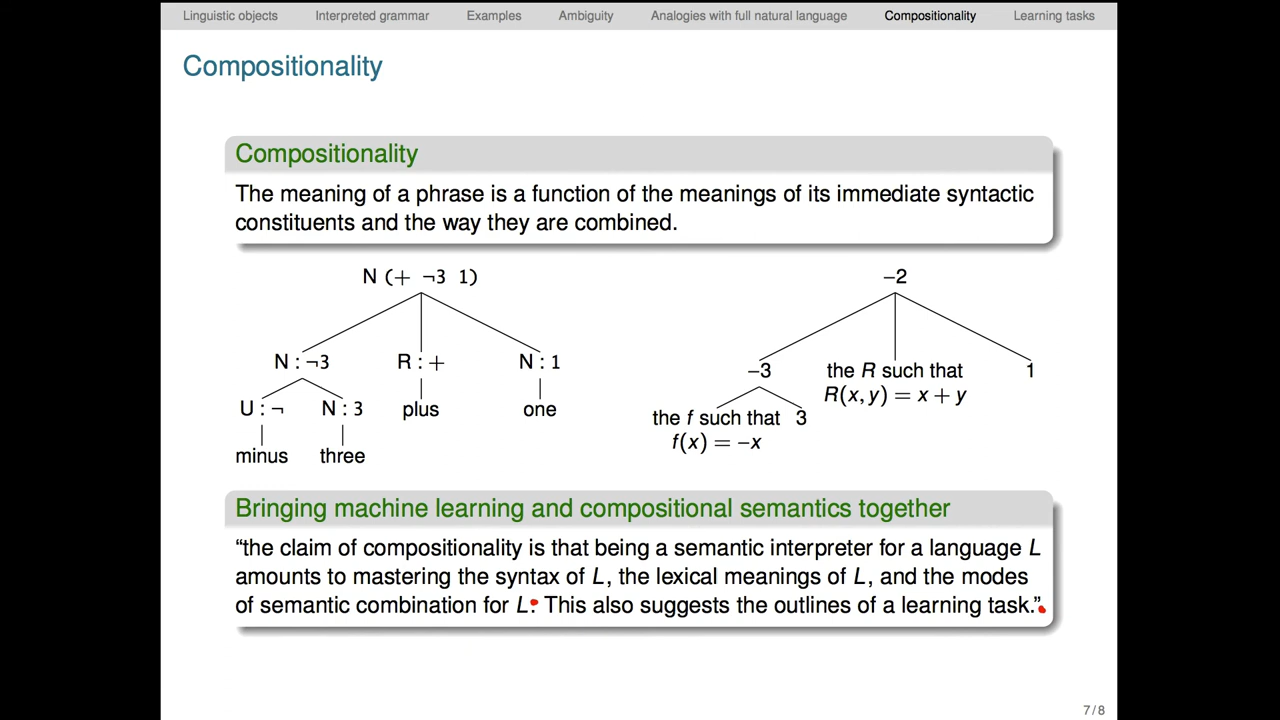 Linguistic objects Interpreted grammar Examples Ambiguity Analogies with full natural language Compositionality Learning tasks
Compositionality
Compositionality
The meaning of a phrase is a function of the meanings of its immediate syntactic
constituents and the way they are combined.
N (+ ¬3 1)
N : ¬3 R : + N : 1
U : ¬ N : 3 plus one
minus three
−2
−3 the R such that 1
R(x, y) = x + y
the f such that 3
f(x) = −x
Bringing machine learning and compositional semantics together
“the claim of compositionality is that being a semantic interpreter for a language L
amounts to mastering the syntax of L, the lexical meanings of L, and the modes
of semantic combination for L. This also suggests the outlines of a learning task.”
7 / 8